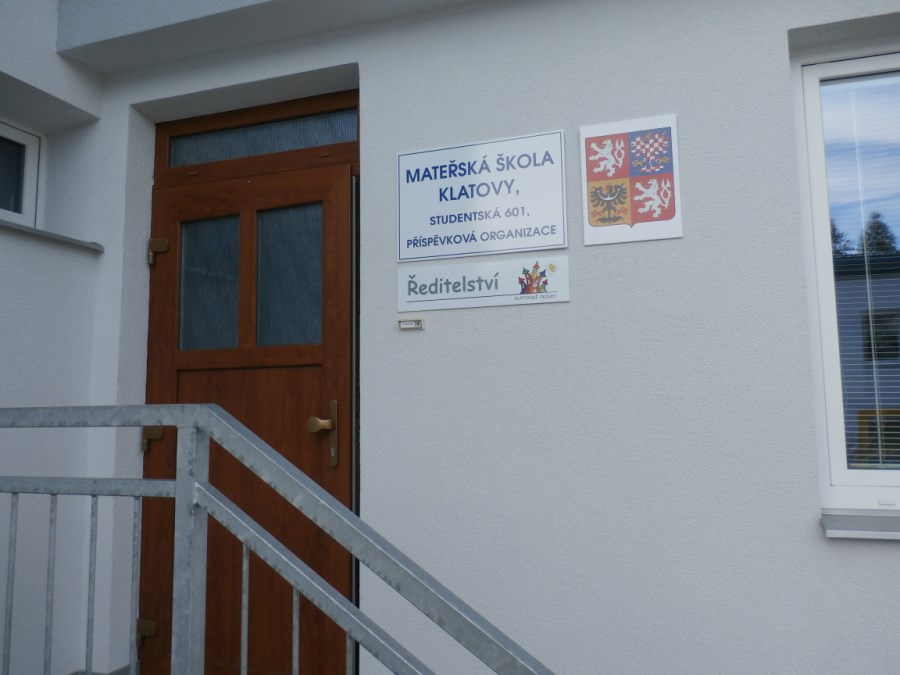 MATEŘSKÁ ŠKOLA
KLATOVY,
STUDENTSKÁ 601,
PŘÍSPĚVKOVÁ ORGANIZACE
Ředitelství